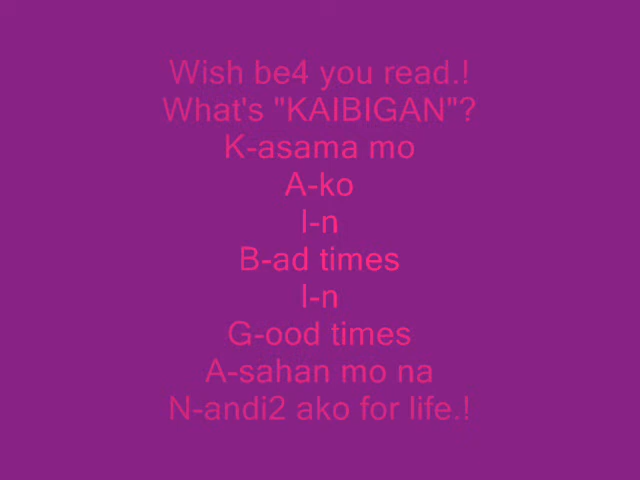 Wish be4 you read.!
What's "KAIBIGAN"?
K-asama mo
A-ko
I-n
B-ad times
I-n
G-ood times
A-sahan mo na
N-andi2 ako for life.!